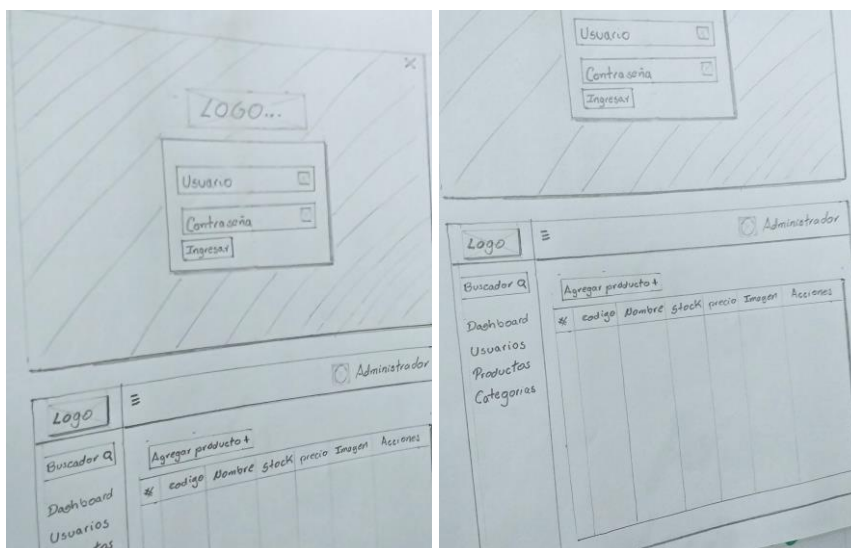 LOGO...
Usuario
Contraseña
Ingresar
Logo
Administrador
Buscador
Agregar producto +
# codigo Nombre stock precio Imagen Acciones
Dashboard
Usuarios
Usuario
Contraseña
Ingresar
Logo
Administrador
Buscador
Agregar producto +
# codigo Nombre stock precio Imagen Acciones
Dashboard
Usuarios
Productos
Categorias